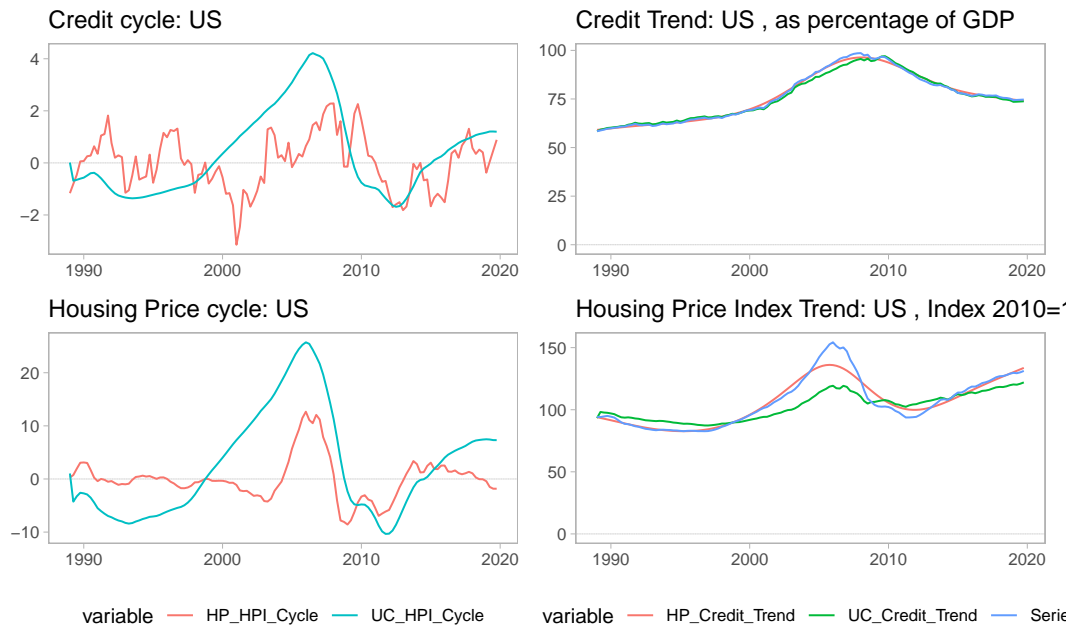 Credit cycle: US
4
2
0
−2
1990 2000 2010 2020
Credit Trend: US , as percentage of GDP
100
75
50
25
0
1990 2000 2010 2020
Housing Price cycle: US
20
10
0
−10
1990 2000 2010 2020
Housing Price Index Trend: US , Index 2010=1
150
100
50
0
1990 2000 2010 2020
variable HP_HPI_Cycle UC_HPI_Cycle
variable HP_Credit_Trend UC_Credit_Trend Serie